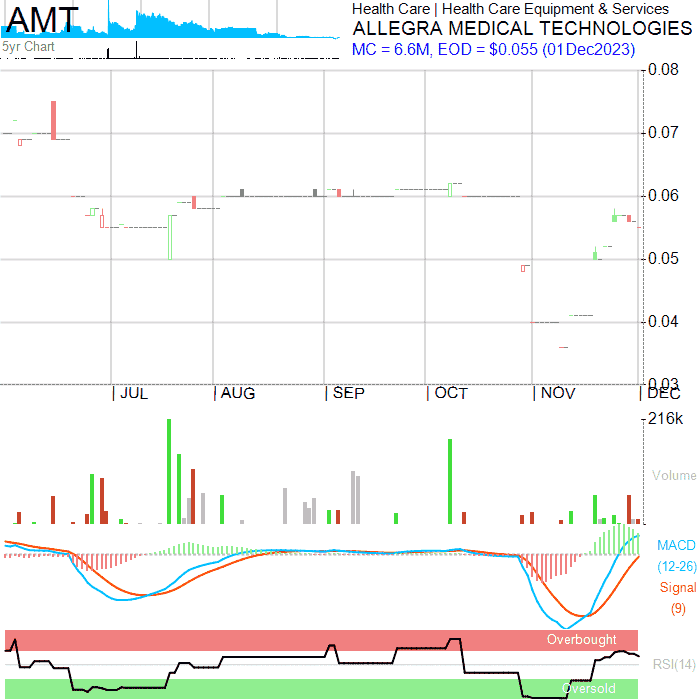 AMT
Health Care | Health Care Equipment & Services
ALLEGRA MEDICAL TECHNOLOGIES
MC = 6.6M, EOD = $0.055 (01Dec2023)
5yr Chart
0.08
0.07
0.06
0.05
0.04
0.03
| JUL | AUG | SEP | OCT | NOV | DEC
216k
Volume
MACD
(12-26)
Signal
(9)
Overbought
RSI(14)
Oversold